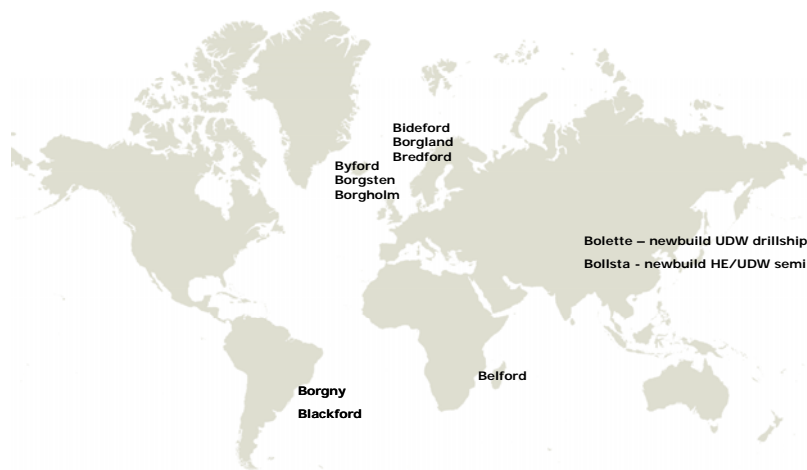 Bideford
Borgland
Bredford
Byford
Borgsten
Borgholm
Bolette – newbuild UDW drillship
Bollsta - newbuild HE/UDW semi
Belford
Borgny
Blackford